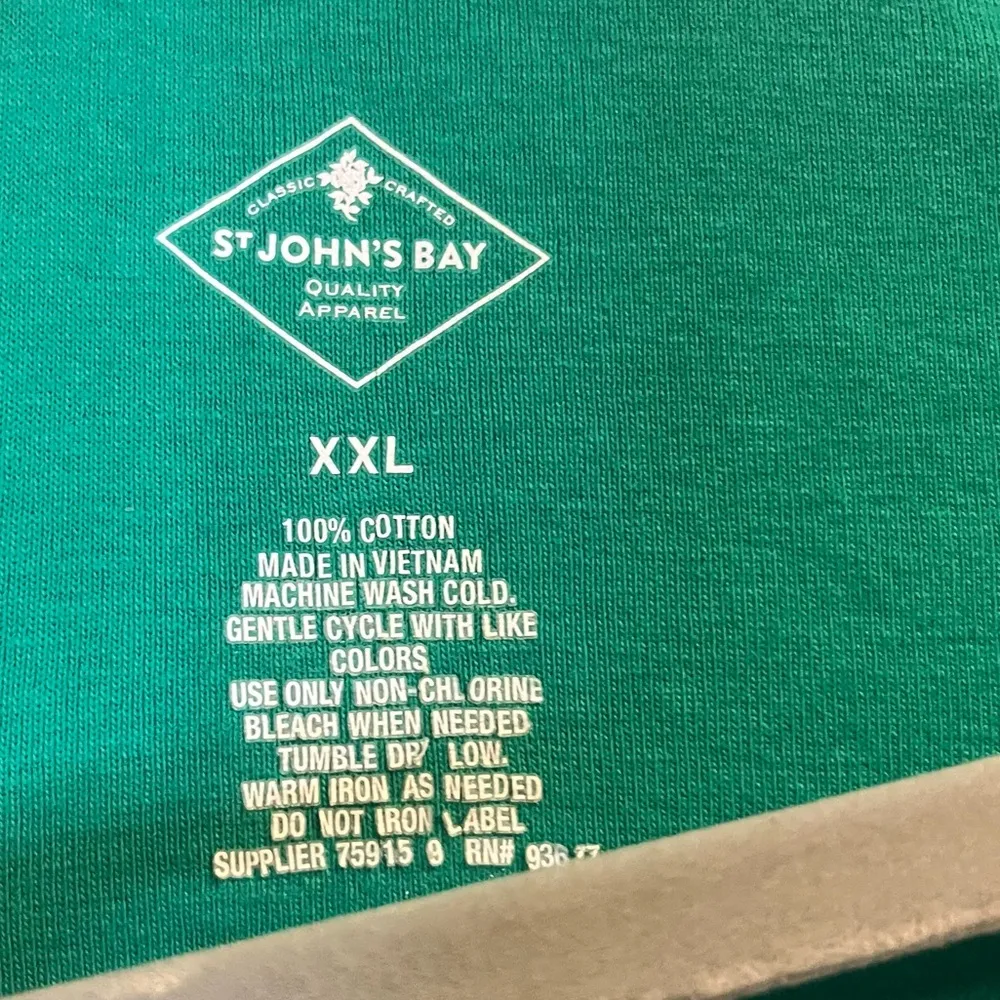 CLASSIC CRAFTED
ST JOHN'S BAY
QUALITY
APPAREL
XXL
100% COTTON
MADE IN VIETNAM
MACHINE WASH COLD.
GENTLE CYCLE WITH LIKE
COLORS
USE ONLY NON-CHLORINE
BLEACH WHEN NEEDED
TUMBLE DRY LOW.
WARM IRON AS NEEDED
DO NOT IRON LABEL
SUPPLIER 75915 9 RN#